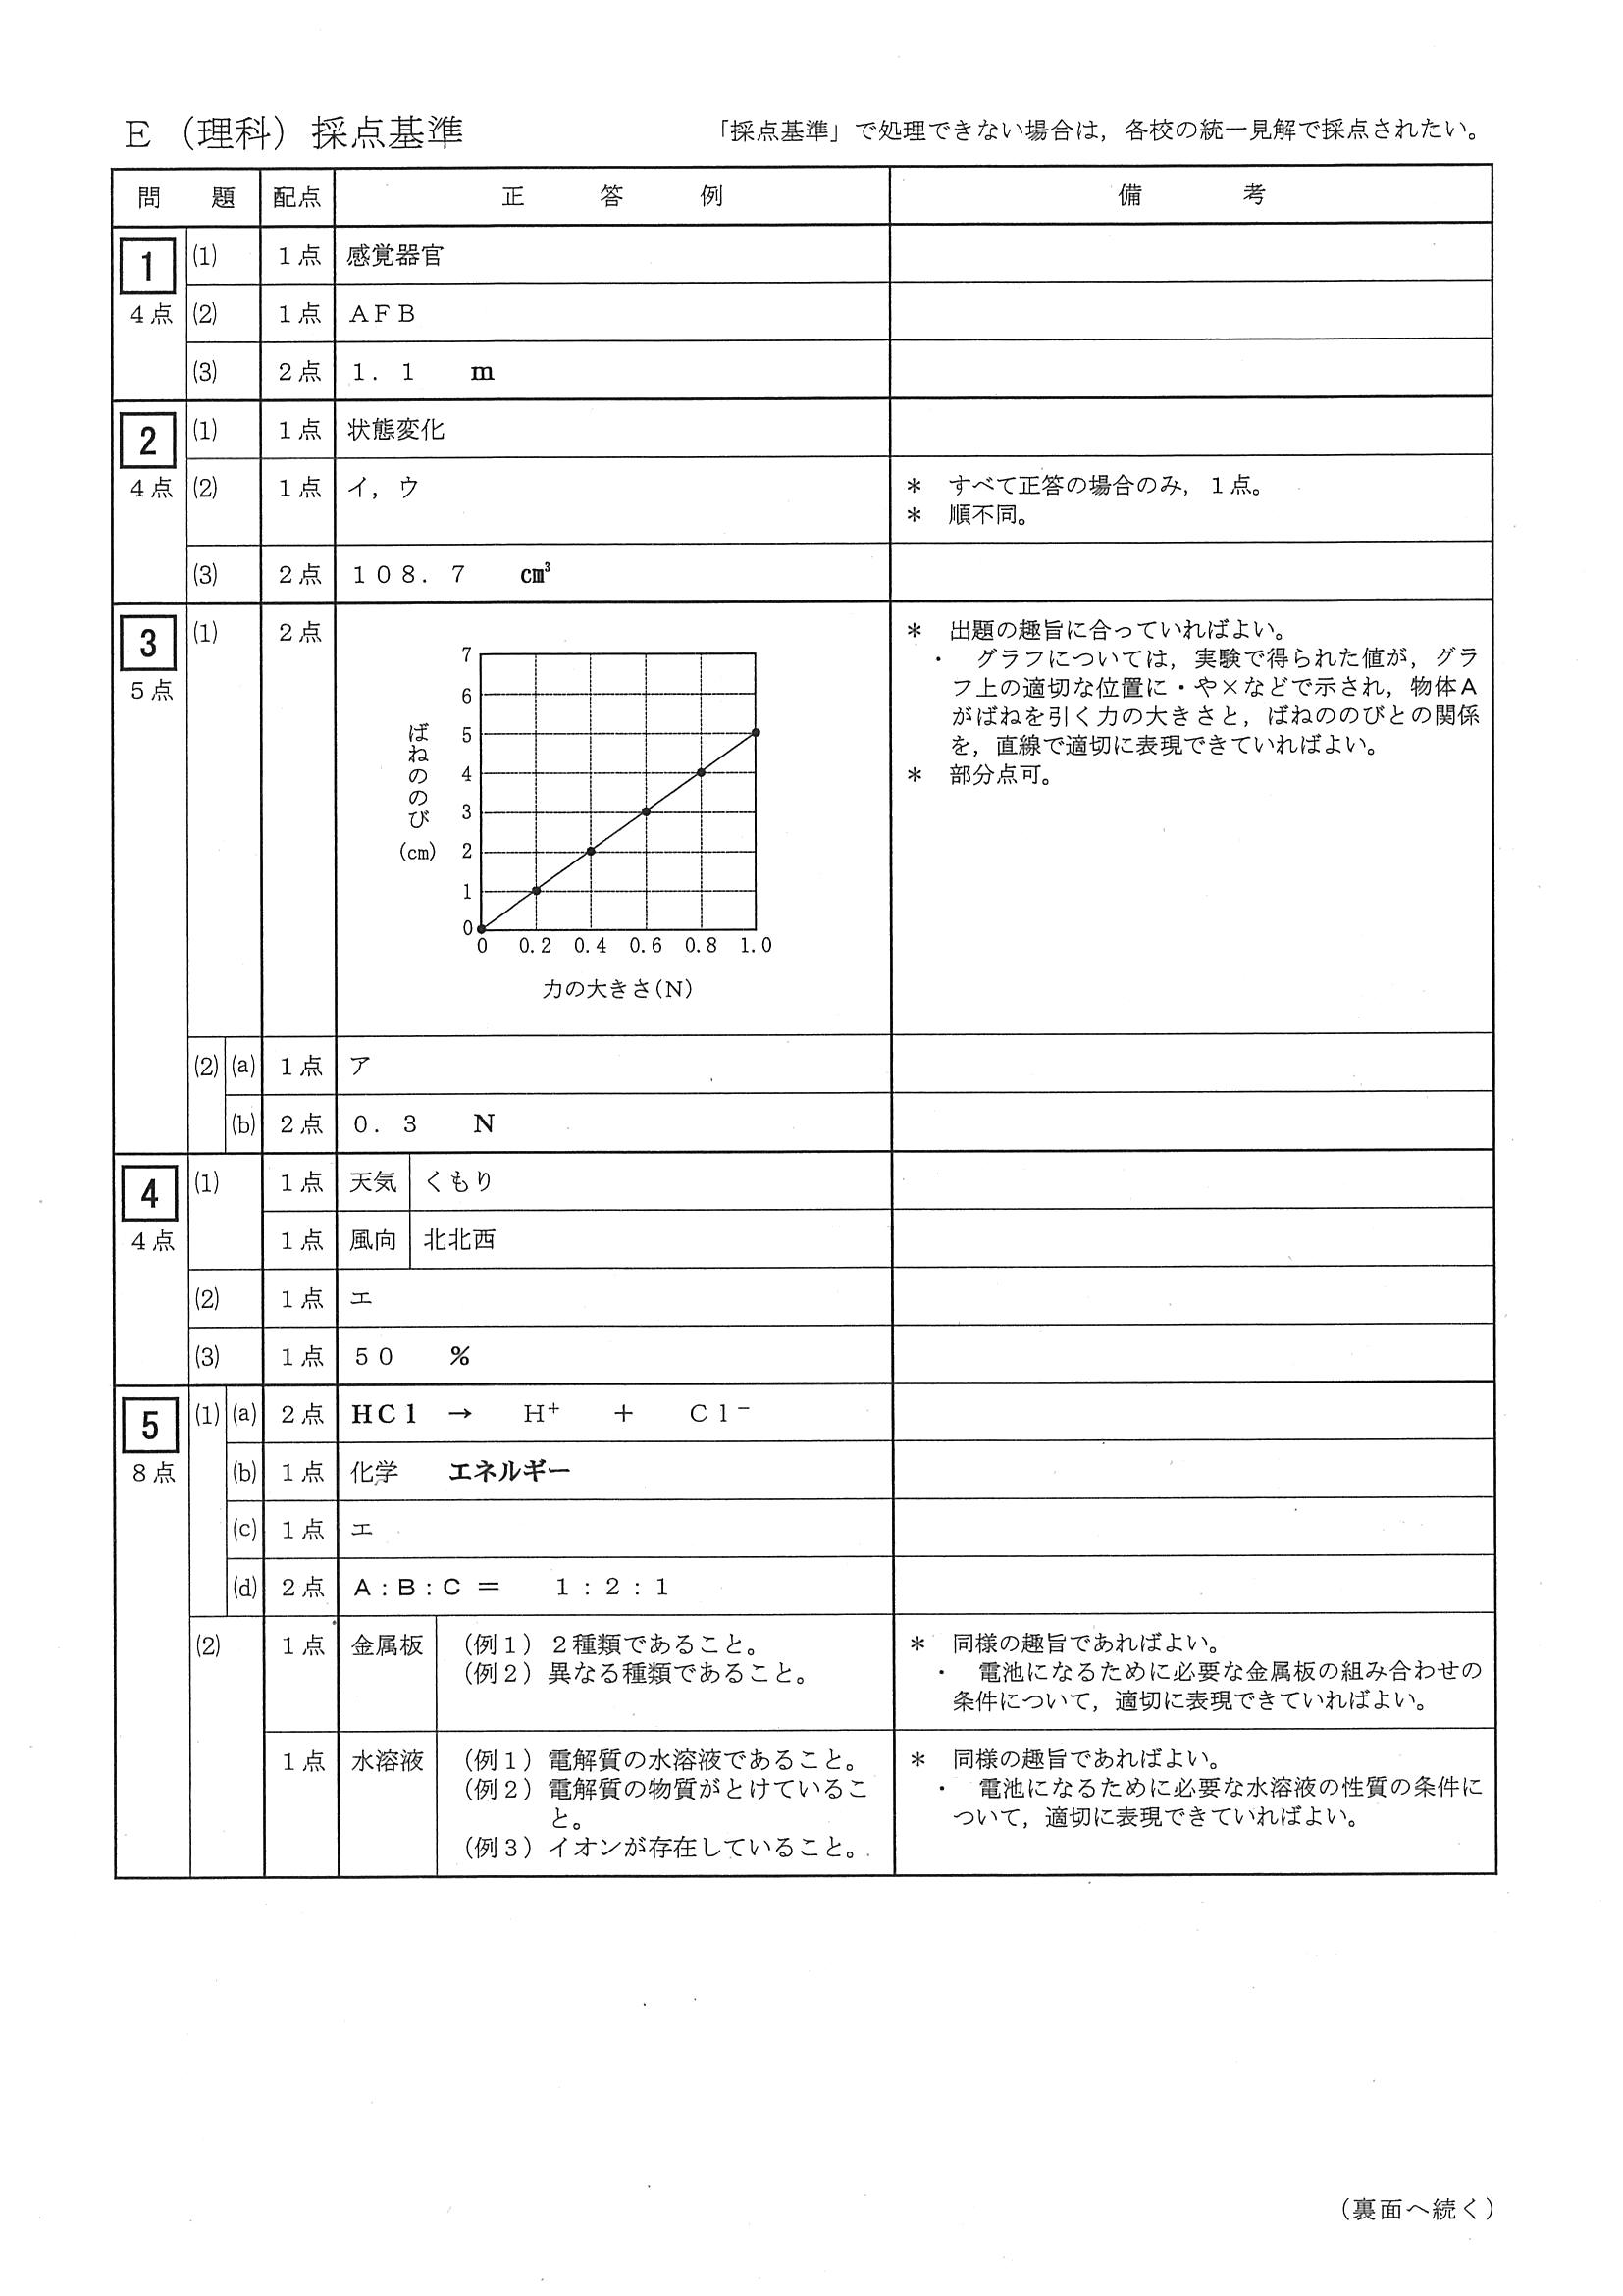 E（理科）採点基準
「採点基準」で処理できない場合は，各校の統一見解で採点されたい。
問　題　配点　正　答　例　備　考
1
4点
(1)　1点　感覚器官
(2)　1点　ＡＦＢ
(3)　2点　１．１　m
2
4点
(1)　1点　状態変化
(2)　1点　イ，ウ
＊　すべて正答の場合のみ，１点。
＊　順不同。
(3)　2点　１０８．７　㎤
3
5点
(1)　2点
7
6
5
4
3
2
1
0
ばねののび
(㎝)
0　0.2　0.4　0.6　0.8　1.0
力の大きさ(N)
＊　出題の趣旨に合っていればよい。
・　グラフについては，実験で得られた値が，グラ
フ上の適切な位置に・や×などで示され，物体Ａ
がばねを引く力の大きさと，ばねののびとの関係
を，直線で適切に表現できていればよい。
＊　部分点可。
(2)　(a)　1点　ア
(b)　2点　０．３　N
4
4点
(1)　1点　天気　くもり
1点　風向　北北西
(2)　1点　エ
(3)　1点　５０　％
5
8点
(1)　(a)　2点　HCl　→　H⁺　＋　Cl⁻
(b)　1点　化学　エネルギー
(c)　1点　エ
(d)　2点　Ａ：Ｂ：Ｃ ＝　１：２：１
(2)　1点　金属板
（例１）２種類であること。
（例２）異なる種類であること。
＊　同様の趣旨であればよい。
・　電池になるために必要な金属板の組み合わせの
条件について，適切に表現できていればよい。
1点　水溶液
（例１）電解質の水溶液であること。
（例２）電解質の物質がとけているこ
と。
（例３）イオンが存在していること。
＊　同様の趣旨であればよい。
・　電池になるために必要な水溶液の性質の条件に
ついて，適切に表現できていればよい。
（裏面へ続く）